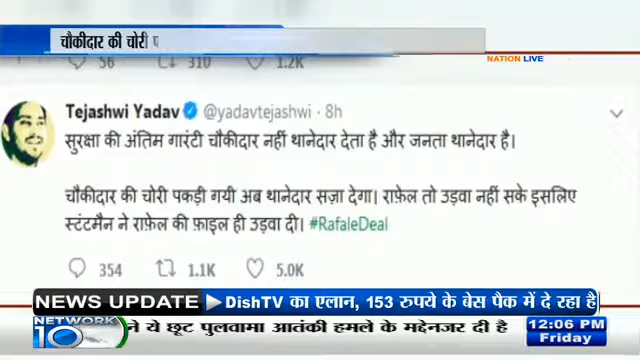 चौकीदार की चोरी प
NATION LIVE
56 310 1.2K
Tejashwi Yadav @yadavtejashwi · 8h
सुरक्षा की अंतिम गारंटी चौकीदार नहीं थानेदार देता है और जनता थानेदार है।
चौकीदार की चोरी पकड़ी गयी अब थानेदार सज़ा देगा। राफ़ेल तो उड़वा नहीं सके इसलिए
स्टंटमैन ने राफ़ेल की फ़ाइल ही उड़वा दी। #RafaleDeal
354 1.1K 5.0K
NEWS UPDATE DishTV का एलान, 153 रुपये के बेस पैक में दे रहा है
NETWORK
10
ने ये छूट पुलवामा आतंकी हमले के मद्देनजर दी है
12:06 PM
Friday